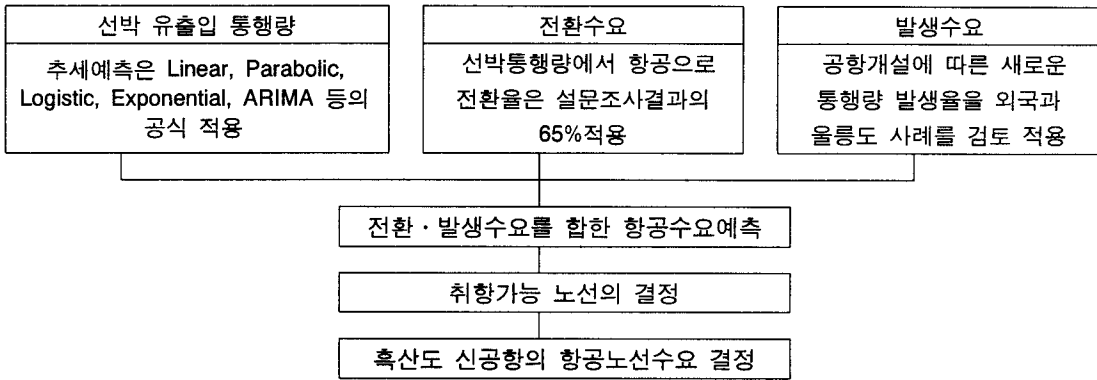 선박 유출입 통행량
추세예측은 Linear, Parabolic,
Logistic, Exponential, ARIMA 등의
공식 적용
전환수요
선박통행량에서 항공으로
전환율은 설문조사결과의
65%적용
발생수요
공항개설에 따른 새로운
통행량 발생율을 외국과
울릉도 사례를 검토 적용
전환 · 발생수요를 합한 항공수요예측
취항가능 노선의 결정
흑산도 신공항의 항공노선수요 결정